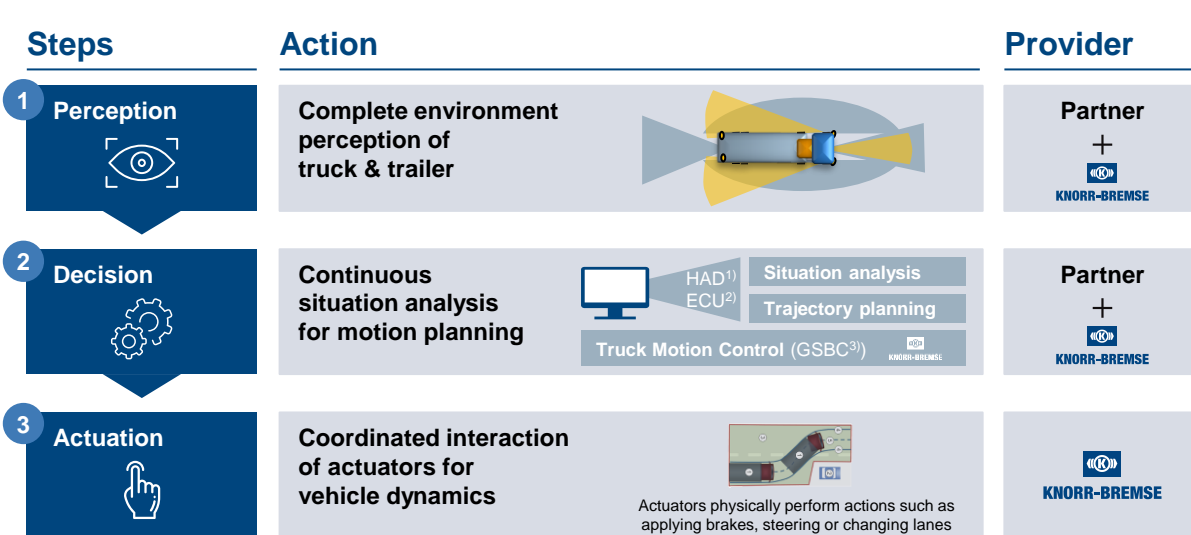 Steps
Action
Provider
1
Perception
Complete environment
perception of
truck & trailer
Partner
+
K
KNORR-BREMSE
2
Decision
Continuous
situation analysis
for motion planning
HAD1)
ECU2)
Situation analysis
Trajectory planning
Truck Motion Control (GSBC3))
K
KNORR-BREMSE
Partner
+
K
KNORR-BREMSE
3
Actuation
Coordinated interaction
of actuators for
vehicle dynamics
Actuators physically perform actions such as
applying brakes, steering or changing lanes
K
KNORR-BREMSE